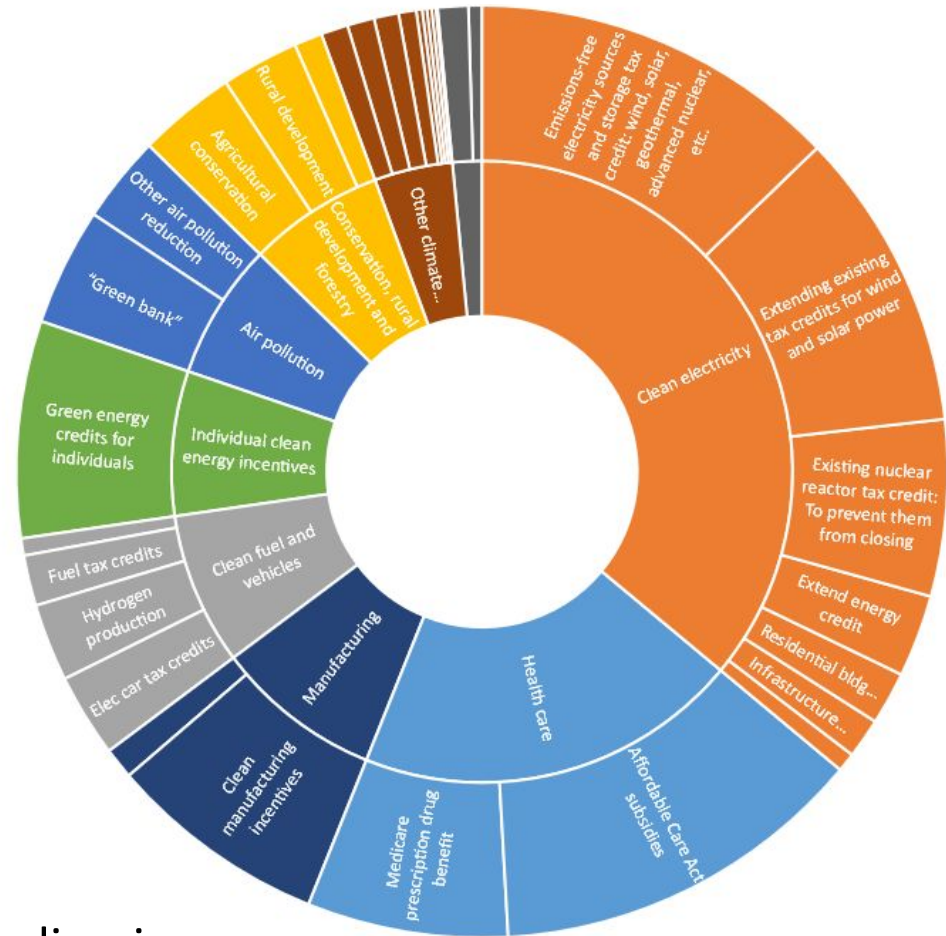 Emissions-free
electricity sources
and storage tax
credit: wind, solar,
geothermal,
advanced nuclear,
etc.
Extending existing
tax credits for wind
and solar power
Existing nuclear
reactor tax credit:
To prevent them
from closing
Extend energy
credit
Residential bldg...
Infrastructure...
Clean electricity
Affordable Care Act
subsidies
Medicare
prescription drug
benefit
Health care
Clean
manufacturing
incentives
Manufacturing
Elec car tax credits
Hydrogen
production
Fuel tax credits
Clean fuel and
vehicles
Green energy
credits for
individuals
Individual clean
energy incentives
“Green bank”
Other air pollution
reduction
Air pollution
Agricultural
conservation
Rural development
Conservation, rural
development and
forestry
Other climate...